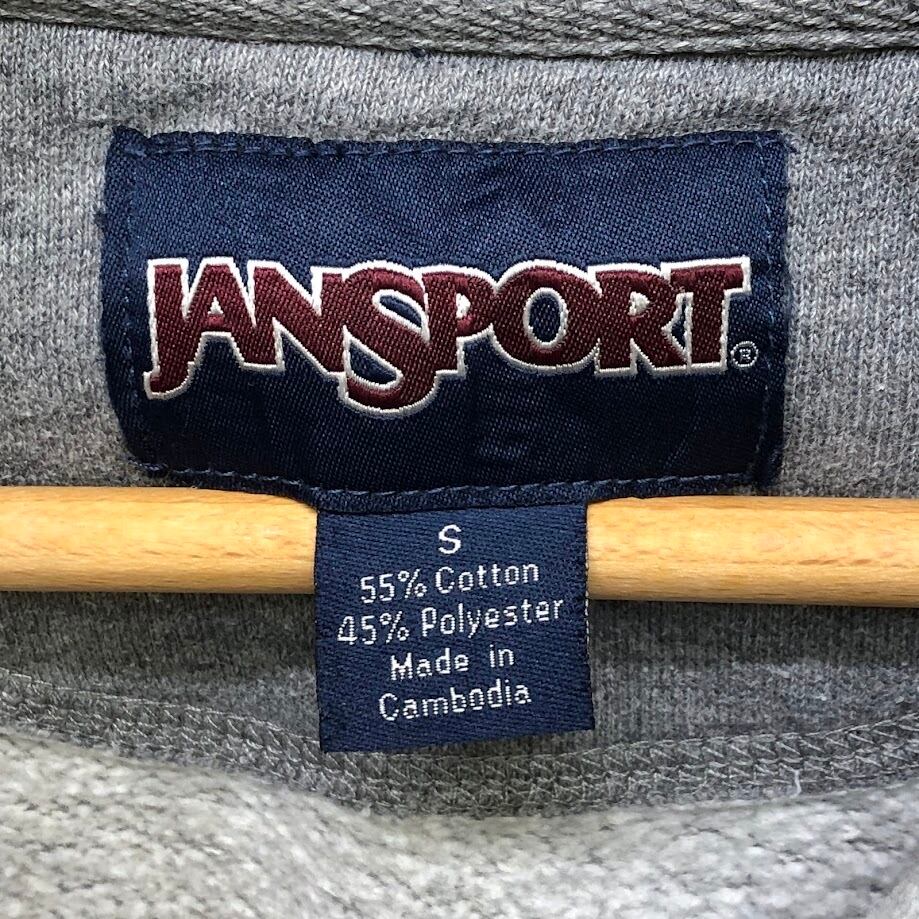 JANSPORT®
S
55% Cotton
45% Polyester
Made in
Cambodia